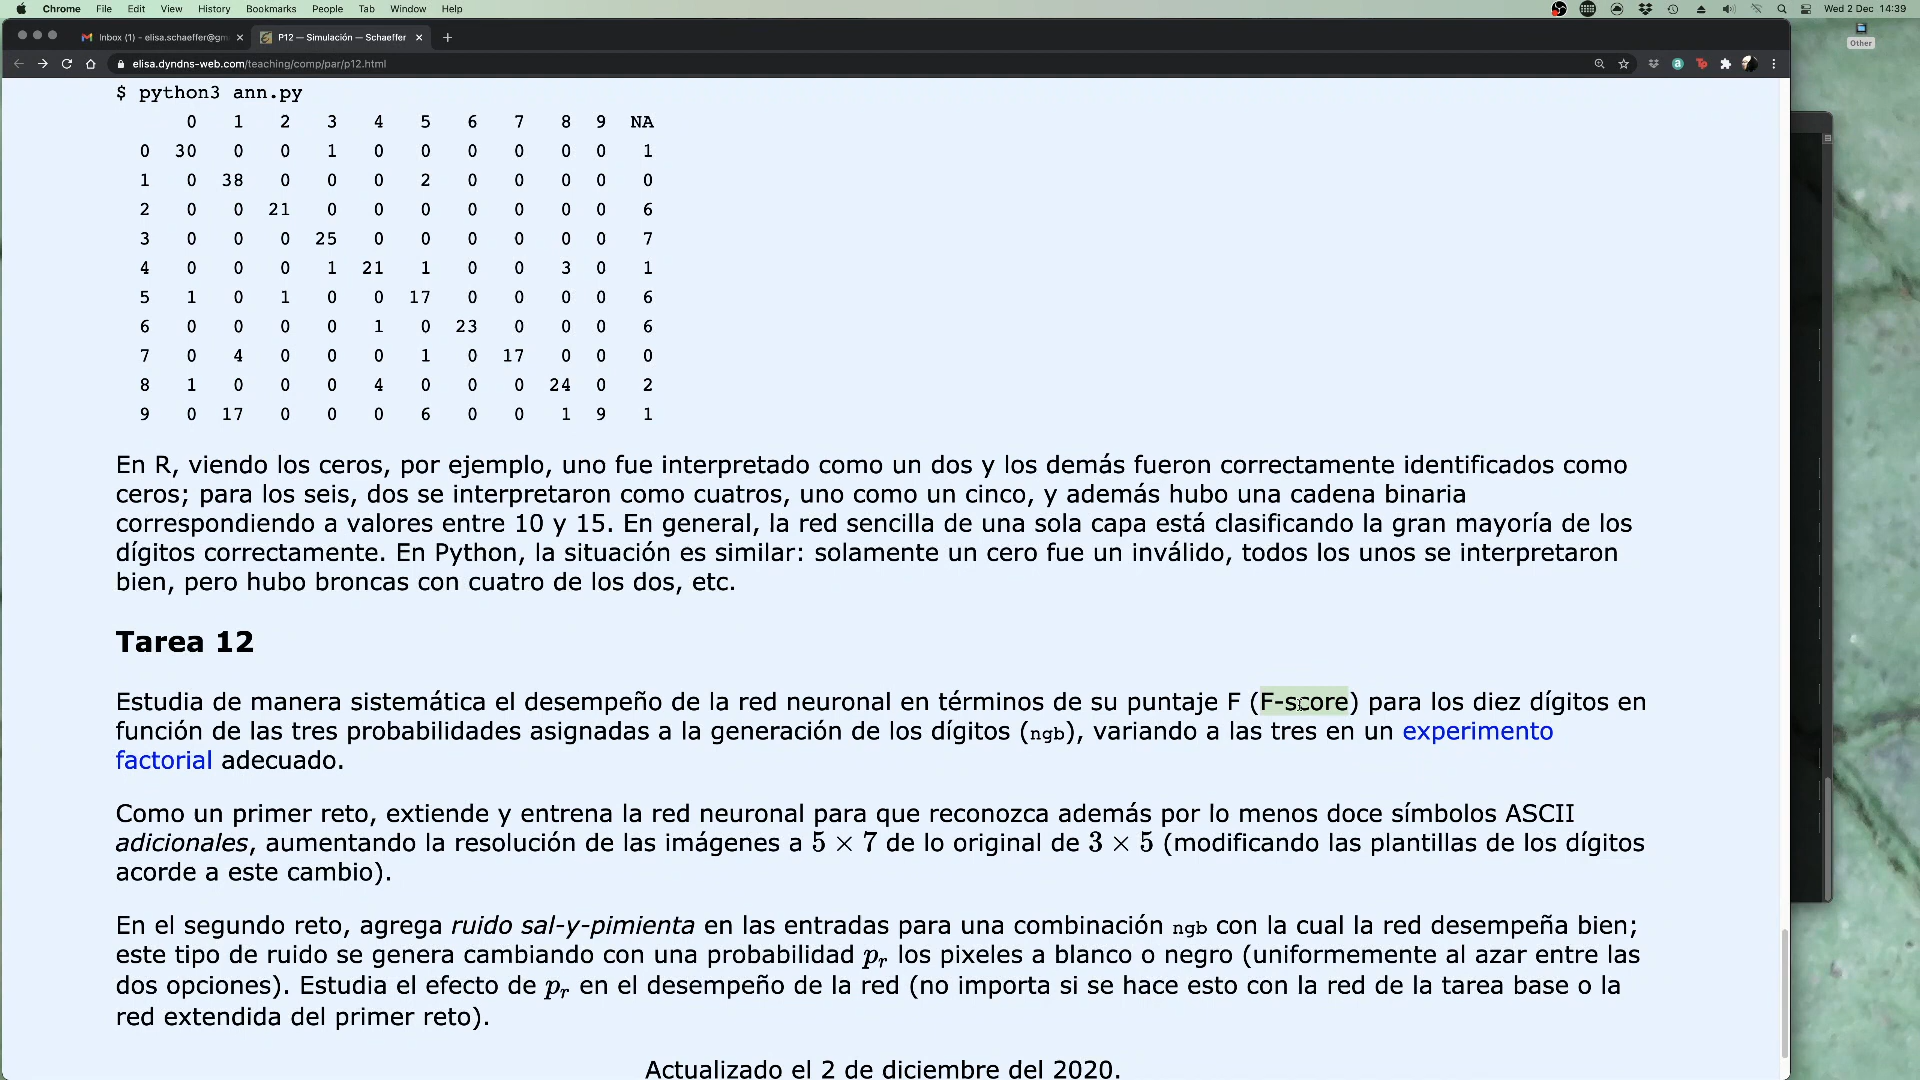 Chrome File Edit View History Bookmarks People Tab Window Help
Wed 2 Dec 14:39
Inbox (1) – elisa.schaeffer@gm
P12 — Simulación — Schaeffer
Other
elisa.dyndns-web.com/teaching/comp/par/p12.html
$ python3 ann.py
0 1 2 3 4 5 6 7 8 9 NA
0 30 0 0 1 0 0 0 0 0 0 1
1 0 38 0 0 0 2 0 0 0 0 0
2 0 0 21 0 0 0 0 0 0 0 6
3 0 0 0 25 0 0 0 0 0 0 7
4 0 0 0 1 21 1 0 0 3 0 1
5 1 0 1 0 0 17 0 0 0 0 6
6 0 0 0 0 1 0 23 0 0 0 6
7 0 4 0 0 0 1 0 17 0 0 0
8 1 0 0 0 4 0 0 0 24 0 2
9 0 17 0 0 0 6 0 0 1 9 1
En R, viendo los ceros, por ejemplo, uno fue interpretado como un dos y los demás fueron correctamente identificados como
ceros; para los seis, dos se interpretaron como cuatros, uno como un cinco, y además hubo una cadena binaria
correspondiendo a valores entre 10 y 15. En general, la red sencilla de una sola capa está clasificando la gran mayoría de los
dígitos correctamente. En Python, la situación es similar: solamente un cero fue un inválido, todos los unos se interpretaron
bien, pero hubo broncas con cuatro de los dos, etc.
Tarea 12
Estudia de manera sistemática el desempeño de la red neuronal en términos de su puntaje F (F-score) para los diez dígitos en
función de las tres probabilidades asignadas a la generación de los dígitos (ngb), variando a las tres en un experimento
factorial adecuado.
Como un primer reto, extiende y entrena la red neuronal para que reconozca además por lo menos doce símbolos ASCII
adicionales, aumentando la resolución de las imágenes a 5 × 7 de lo original de 3 × 5 (modificando las plantillas de los dígitos
acorde a este cambio).
En el segundo reto, agrega ruido sal-y-pimienta en las entradas para una combinación ngb con la cual la red desempeña bien;
este tipo de ruido se genera cambiando con una probabilidad pr los pixeles a blanco o negro (uniformemente al azar entre las
dos opciones). Estudia el efecto de pr en el desempeño de la red (no importa si se hace esto con la red de la tarea base o la
red extendida del primer reto).
Actualizado el 2 de diciembre del 2020.